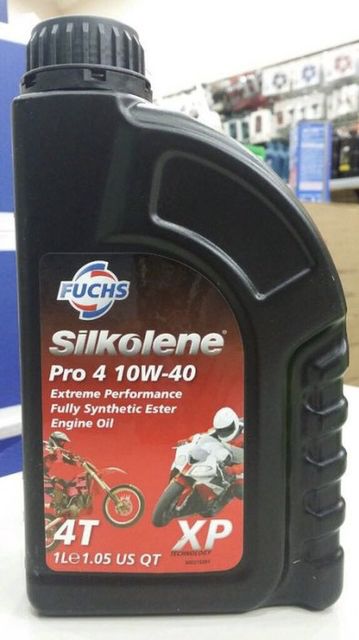 FUCHS
Silkolene®
Pro 4 10W-40
Extreme Performance
Fully Synthetic Ester
Engine Oil
4T
XP
TECHNOLOGY
1L℮1.05 US QT